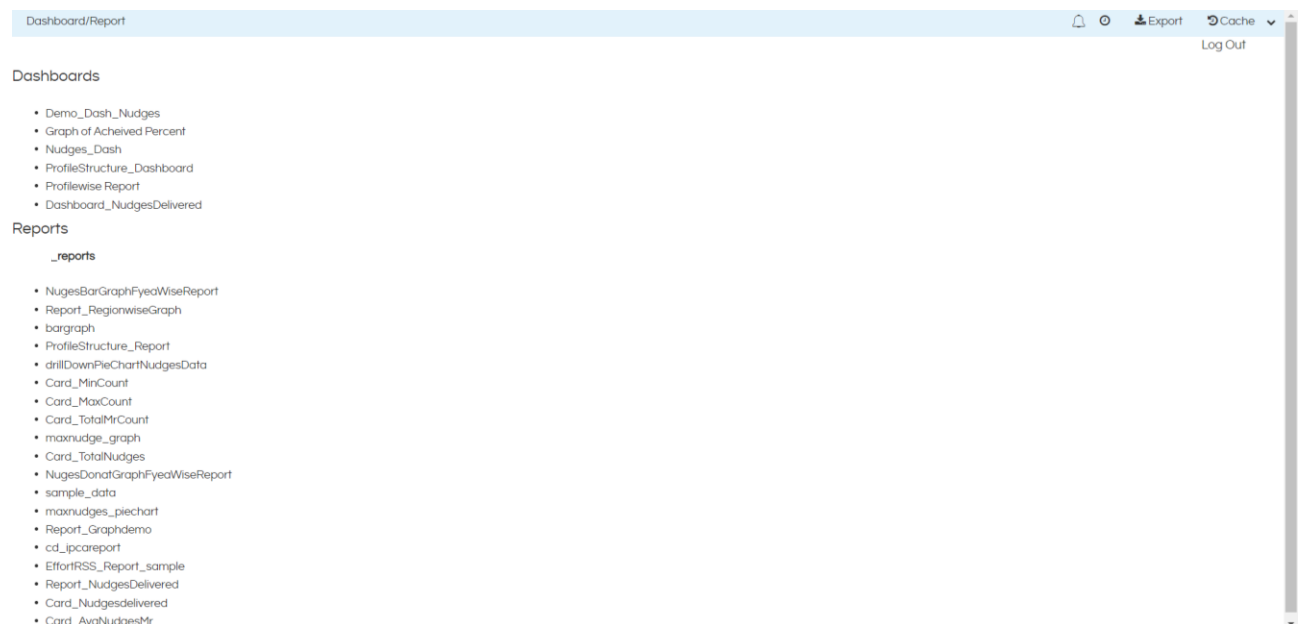 Dashboard/Report Export Cache
Log Out
Dashboards
• Demo_Dash_Nudges
• Graph of Acheived Percent
• Nudges_Dash
• ProfileStructure_Dashboard
• Profilewise Report
• Dashboard_NudgesDelivered
Reports
_reports
• NugesBarGraphFyeaWiseReport
• Report_RegionwiseGraph
• bargraph
• ProfileStructure_Report
• drillDownPieChartNudgesData
• Card_MinCount
• Card_MaxCount
• Card_TotalMrCount
• maxnudge_graph
• Card_TotalNudges
• NugesDonatGraphFyeaWiseReport
• sample_data
• maxnudges_piechart
• Report_Graphdemo
• cd_ipcareport
• EffortRSS_Report_sample
• Report_NudgesDelivered
• Card_Nudgesdelivered
• Card_AvgNudgesMr